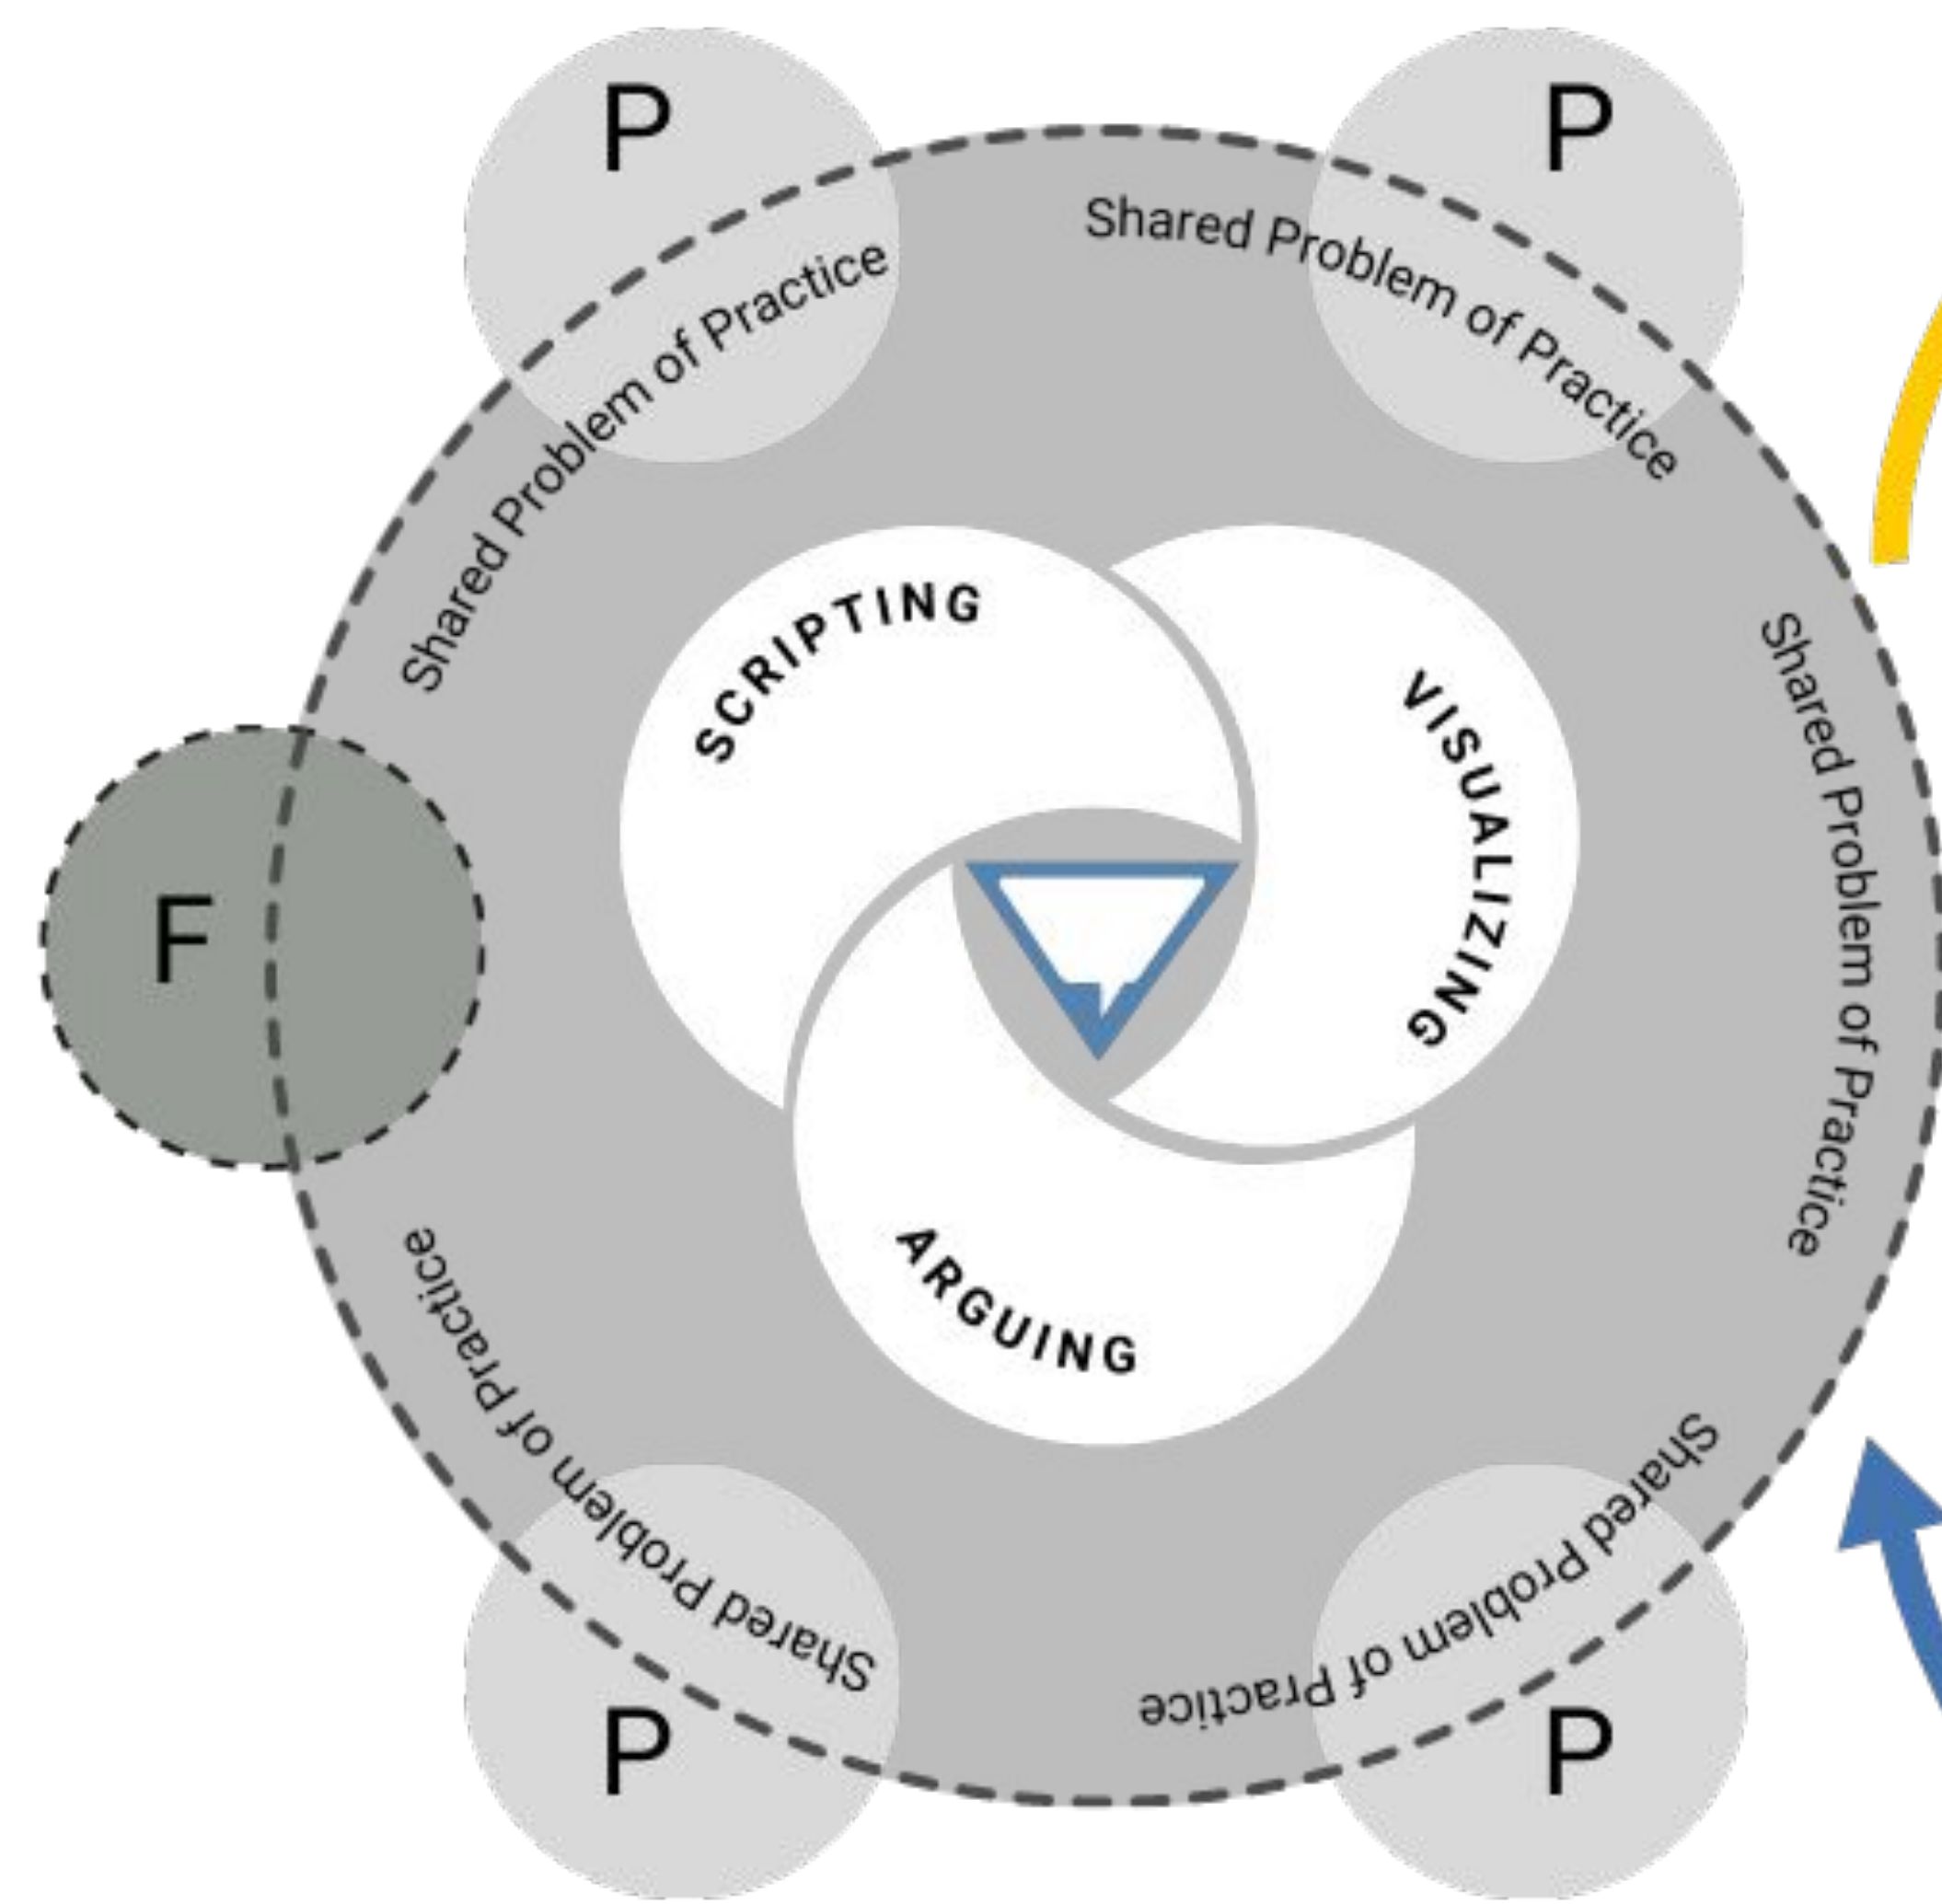 P
P
Shared Problem of Practice
Shared Problem of Practice
SCRIPTING
VISUALIZING
Shared Problem of Practice
F
ARGUING
Shared Problem of Practice
Shared Problem of Practice
P
P